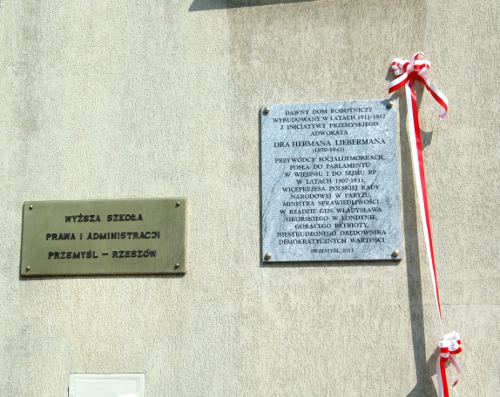 WYŻSZA SZKOŁA
PRAWA I ADMINISTRACJI
PRZEMYŚL – RZESZÓW
DAWNY DOM ROBOTNICZY
WYBUDOWANY W LATACH 1911-1912
Z INICJATYWY PRZEMYSKIEGO
ADWOKATA
DRA HERMANA LIEBERMANA
(1870-1941)
PRZYWÓDCY SOCJALDEMOKRACJI,
POSŁA DO PARLAMENTU
W WIEDNIU I DO SEJMU RP
W LATACH 1907-1933,
WICEPREZESA POLSKIEJ RADY
NARODOWEJ W PARYŻU,
MINISTRA SPRAWIEDLIWOŚCI
W RZĄDZIE GEN. WŁADYSŁAWA
SIKORSKIEGO W LONDYNIE,
GORĄCEGO PATRIOTY,
NIESTRUDZONEGO ORĘDOWNIKA
DEMOKRATYCZNYCH WARTOŚCI
PRZEMYŚL, 2011